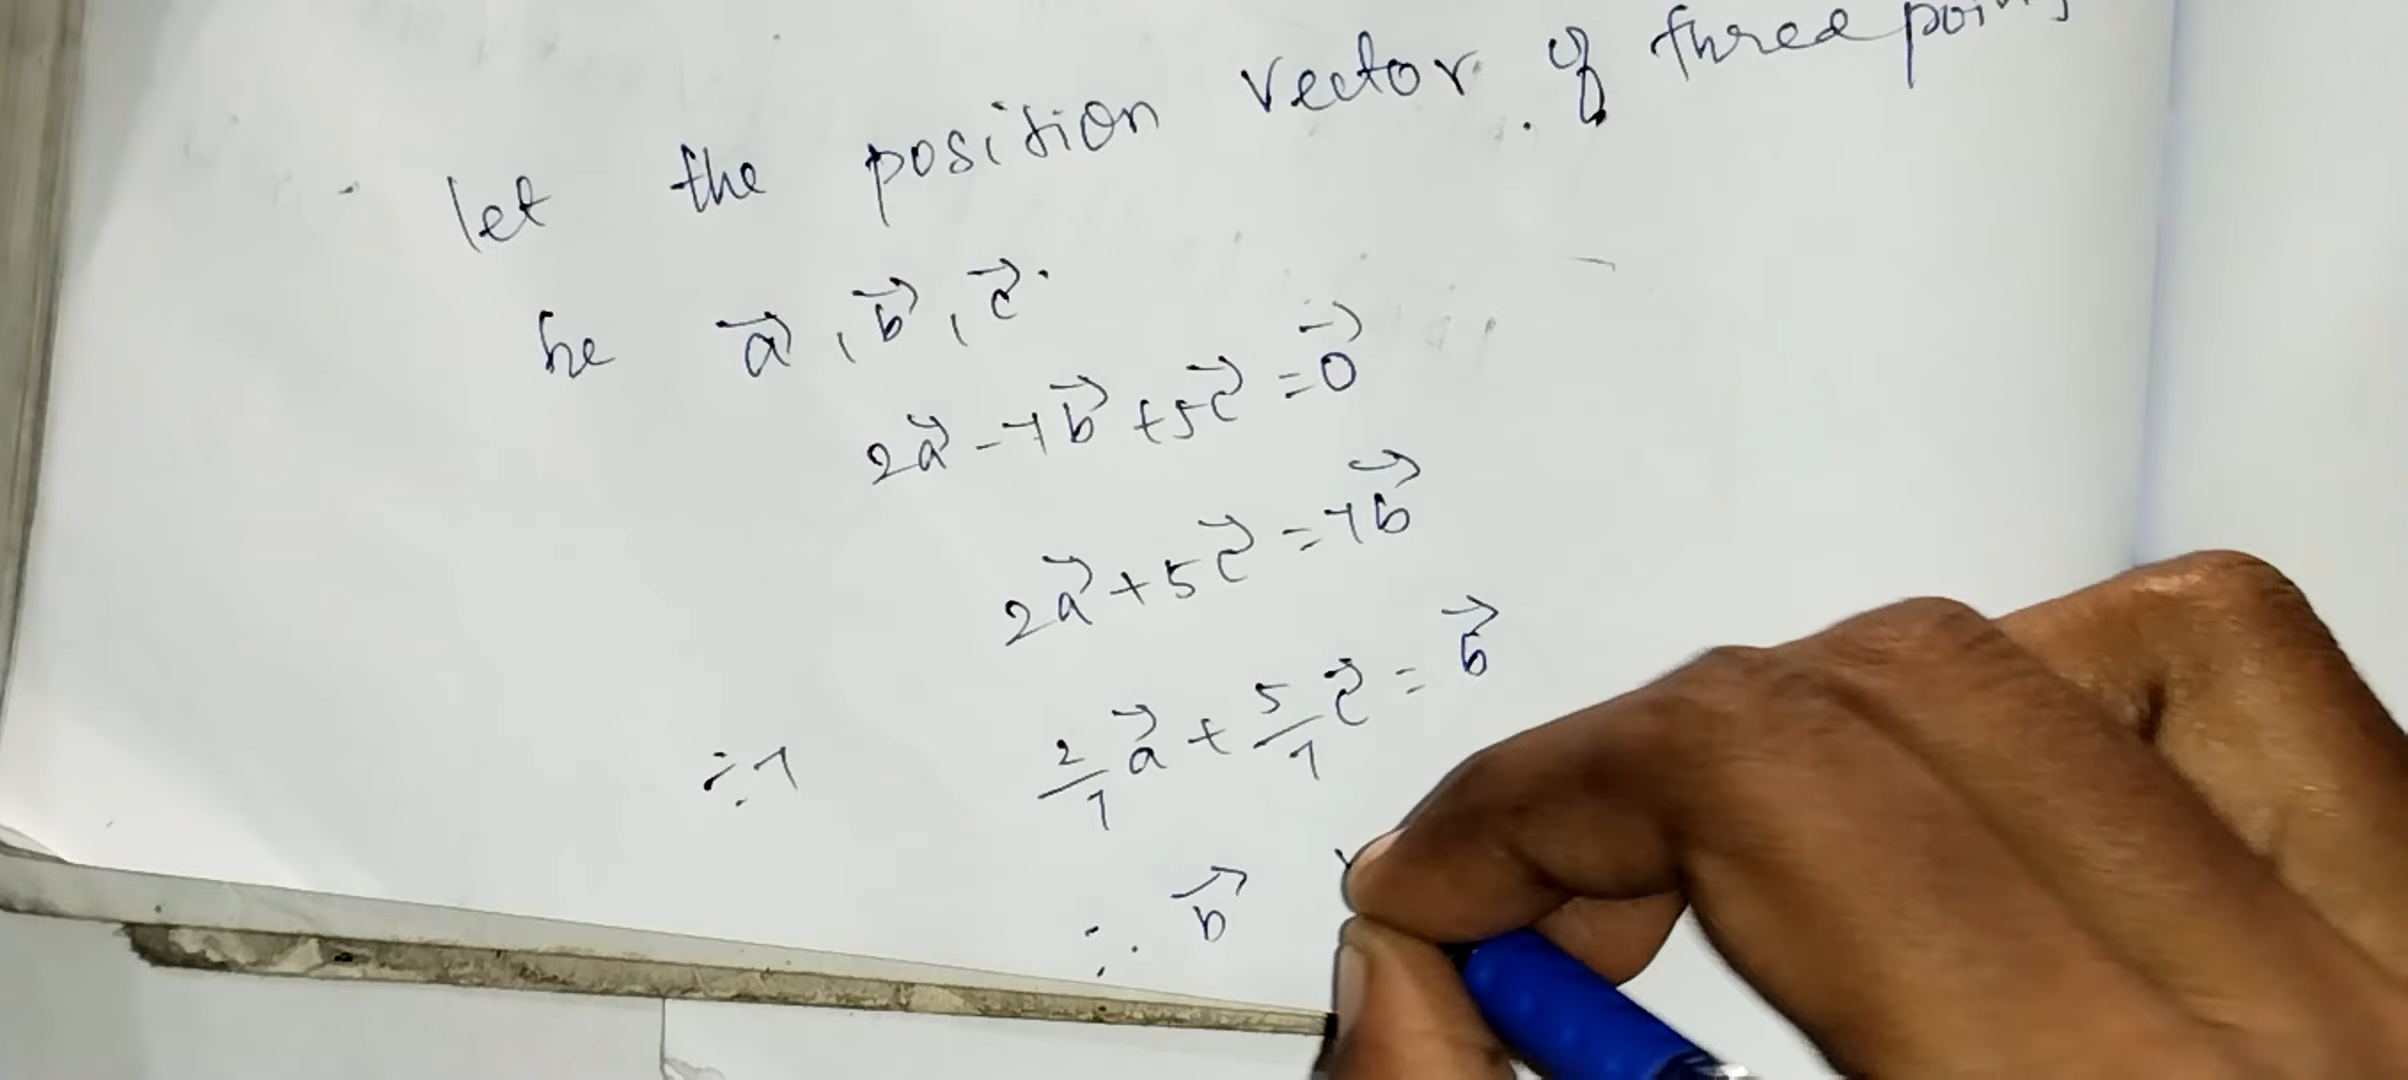 let the position vector of three points
be a⃗, b⃗, c⃗.
2a⃗ - 7b⃗ + 5c⃗ = 0⃗
2a⃗ + 5c⃗ = 7b⃗
÷7 2/7 a⃗ + 5/7 c⃗ = b⃗
∴ b⃗